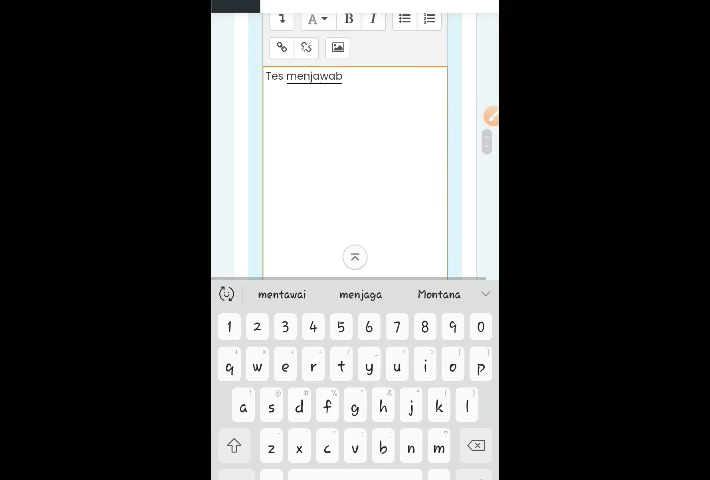 A B I
Tes menjawab
mentawai menjaga Montana
1 2 3 4 5 6 7 8 9 0
q w e r t y u i o p
a s d f g h j k l
z x c v b n m